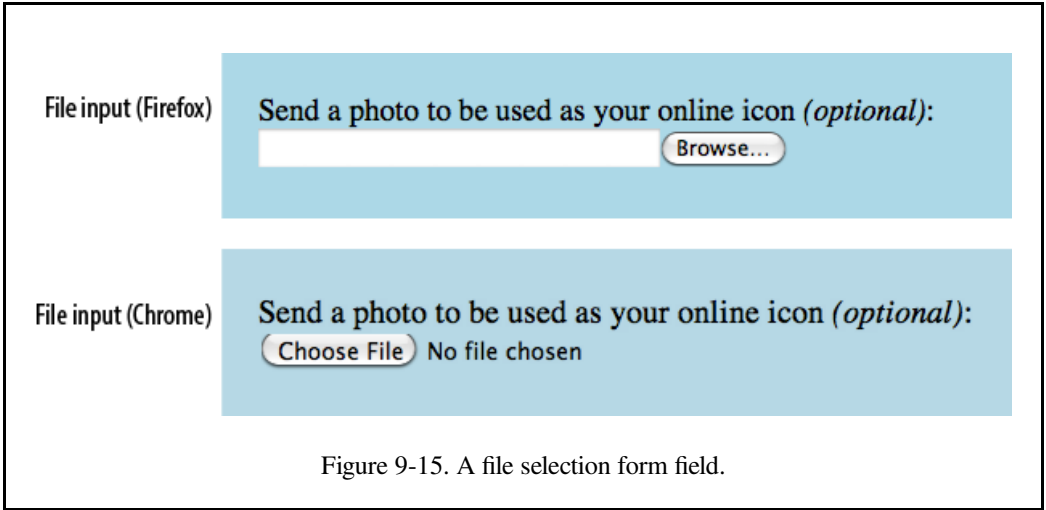 File input (Firefox)
Send a photo to be used as your online icon (optional):
Browse...
File input (Chrome)
Send a photo to be used as your online icon (optional):
Choose File No file chosen
Figure 9-15. A file selection form field.